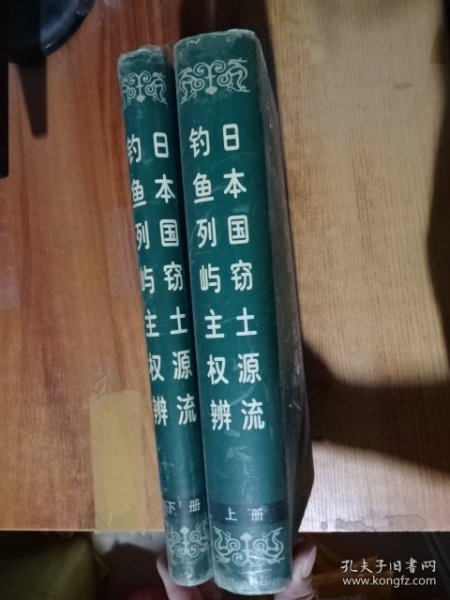 日本国窃土源流
钓鱼列屿主权辨
下册
日本国窃土源流
钓鱼列屿主权辨
上册
孔夫子旧书网
www.kongfz.com